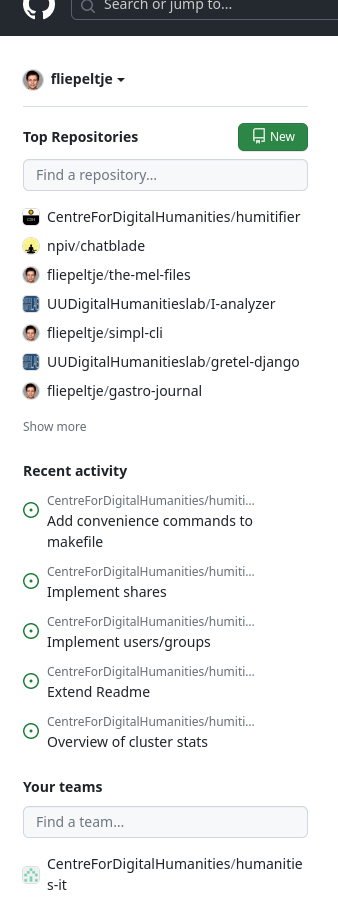 Search or jump to...
fliepeltje
Top Repositories
New
Find a repository...
CentreForDigitalHumanities/humitifier
npiv/chatblade
fliepeltje/the-mel-files
UUDigitalHumanitieslab/I-analyzer
fliepeltje/simpl-cli
UUDigitalHumanitieslab/gretel-django
fliepeltje/gastro-journal
Show more
Recent activity
CentreForDigitalHumanities/humiti...
Add convenience commands to
makefile
CentreForDigitalHumanities/humiti...
Implement shares
CentreForDigitalHumanities/humiti...
Implement users/groups
CentreForDigitalHumanities/humiti...
Extend Readme
CentreForDigitalHumanities/humiti...
Overview of cluster stats
Your teams
Find a team...
CentreForDigitalHumanities/humanitie
s-it